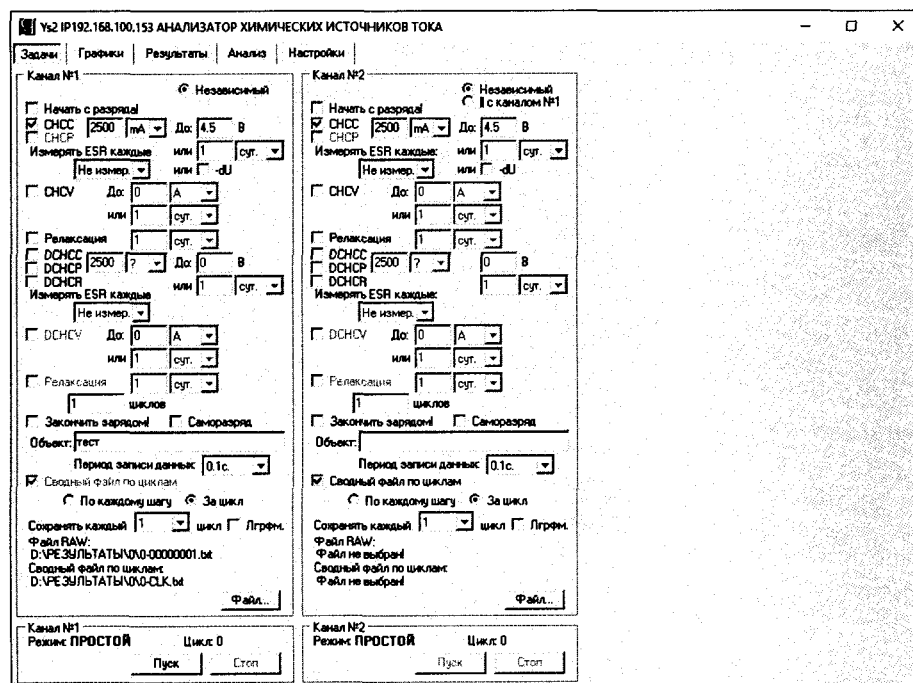 Ys2 IP192.168.100.153 АНАЛИЗАТОР ХИМИЧЕСКИХ ИСТОЧНИКОВ ТОКА
Задачи Графики Результаты Анализ Настройки
Канал №1
Независимый
Начать с разряда!
CHCC 2500 mA До: 4.5 В
CHCP
Измерять ESR каждые или 1 сут.
Не измер. или -dU
CHCV До: 0 A
или 1 сут.
Релаксация 1 сут.
DCHCC
DCHCP 2500 ? До: 0 В
DCHCR или 1 сут.
Измерять ESR каждые
Не измер.
DCHCV До: 0 A
или 1 сут.
Релаксация 1 сут.
1 циклов
Закончить зарядом! Саморазряд
Объект: тест
Период записи данных: 0.1с.
Сводный файл по циклам
По каждому шагу За цикл
Сохранять каждый 1 цикл Лгрфм.
Файл RAW:
D:\РЕЗУЛЬТАТЫ\0\0-00000001.txt
Сводный файл по циклам:
D:\РЕЗУЛЬТАТЫ\0\0-CLK.txt
Файл...
Канал №1
Режим: ПРОСТОЙ Цикл: 0
Пуск Стоп
Канал №2
Независимый
|| с каналом №1
Начать с разряда!
CHCC 2500 mA До: 4.5 В
CHCP
Измерять ESR каждые: или 1 сут.
Не измер. или -dU
CHCV До: 0 A
или 1 сут.
Релаксация 1 сут.
DCHCC
DCHCP 2500 ? 0 В
DCHCR 1 сут.
Измерять ESR каждые:
Не измер.
DCHCV До: 0 A
или 1 сут.
Релаксация 1 сут.
Закончить зарядом! Саморазряд
Объект:
Период записи данных: 0.1с.
Сводный файл по циклам
По каждому шагу За цикл
Сохранять каждый 1 цикл Лгрфм.
Файл RAW:
Файл не выбран!
Сводный файл по циклам:
Файл не выбран!
Файл...
Канал №2
Режим: ПРОСТОЙ Цикл: 0
Пуск Стоп